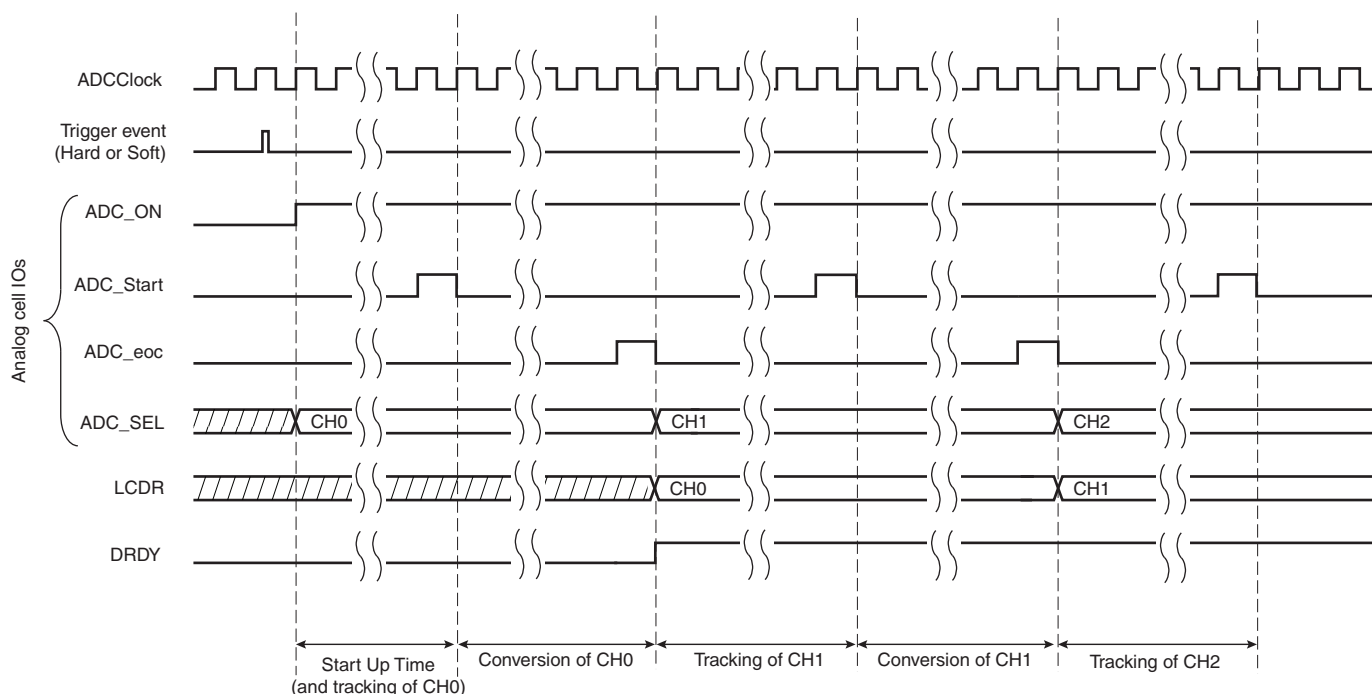 ADCClock
Trigger event
(Hard or Soft)
Analog cell IOs
ADC_ON
ADC_Start
ADC_eoc
ADC_SEL
CH0
CH1
CH2
LCDR
CH0
CH1
DRDY
Start Up Time
(and tracking of CH0)
Conversion of CH0
Tracking of CH1
Conversion of CH1
Tracking of CH2